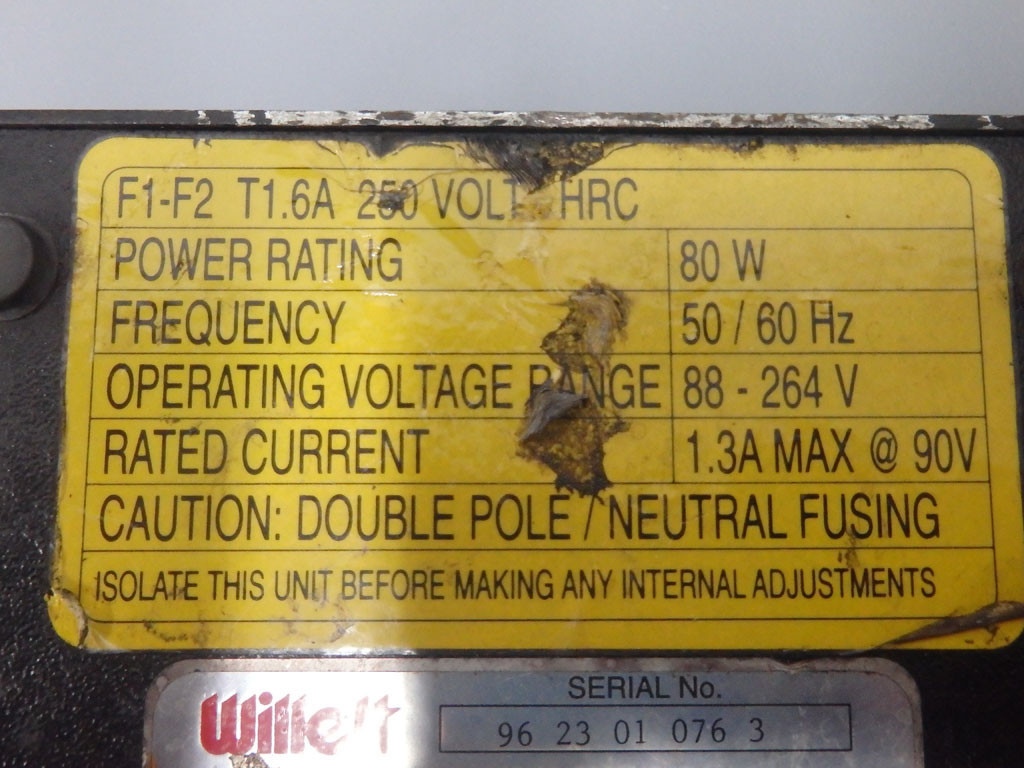 F1-F2 T1.6A 250 VOLT HRC
POWER RATING 80 W
FREQUENCY 50 / 60 Hz
OPERATING VOLTAGE RANGE 88 - 264 V
RATED CURRENT 1.3A MAX @ 90V
CAUTION: DOUBLE POLE / NEUTRAL FUSING
ISOLATE THIS UNIT BEFORE MAKING ANY INTERNAL ADJUSTMENTS
Willett
SERIAL No.
96 23 01 076 3